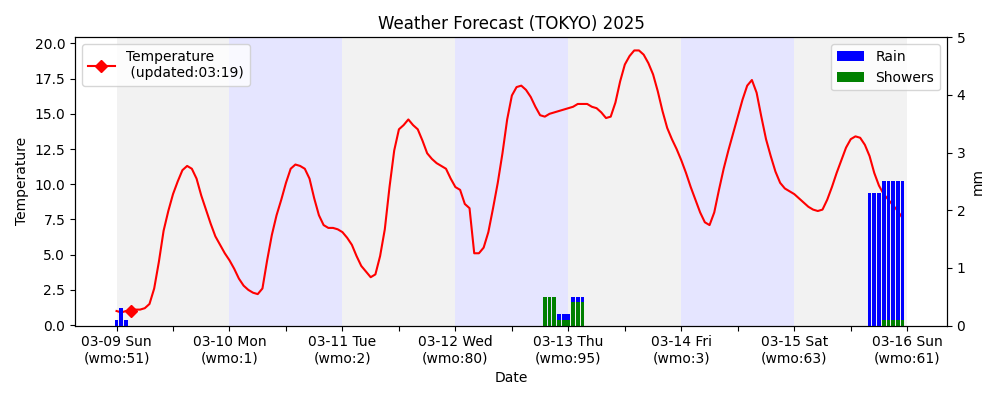 Weather Forecast (TOKYO) 2025
Temperature
(updated:03:19)
Rain
Showers
20.0
17.5
15.0
12.5
10.0
7.5
5.0
2.5
0.0
Temperature
5
4
3
2
1
0
mm
03-09 Sun
(wmo:51)
03-10 Mon
(wmo:1)
03-11 Tue
(wmo:2)
03-12 Wed
(wmo:80)
03-13 Thu
(wmo:95)
03-14 Fri
(wmo:3)
03-15 Sat
(wmo:63)
03-16 Sun
(wmo:61)
Date